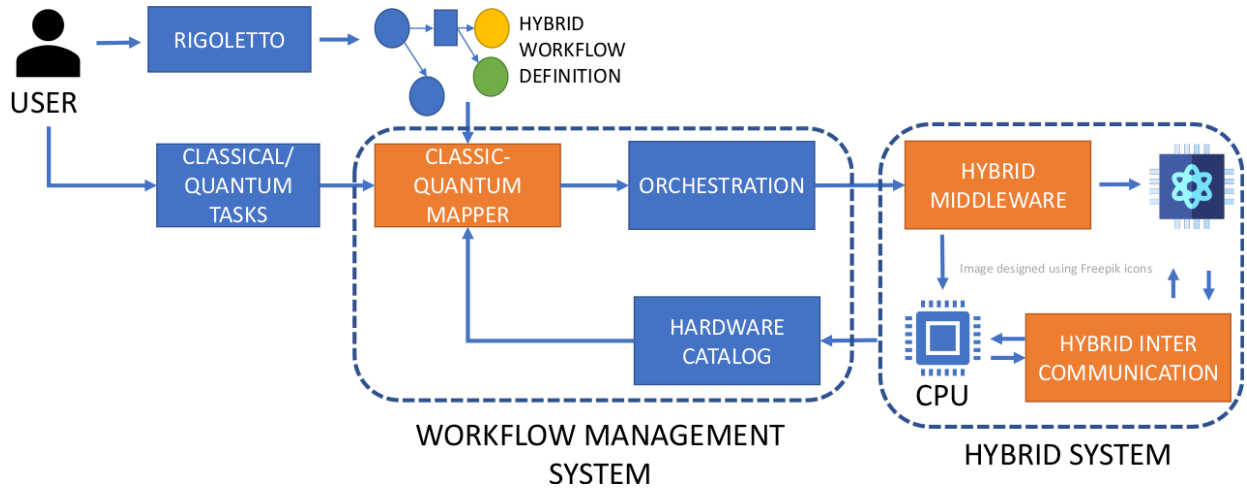 USER
RIGOLETTO
HYBRID
WORKFLOW
DEFINITION
CLASSICAL/
QUANTUM
TASKS
CLASSIC-
QUANTUM
MAPPER
ORCHESTRATION
HARDWARE
CATALOG
WORKFLOW MANAGEMENT
SYSTEM
HYBRID
MIDDLEWARE
Image designed using Freepik icons
CPU
HYBRID INTER
COMMUNICATION
HYBRID SYSTEM